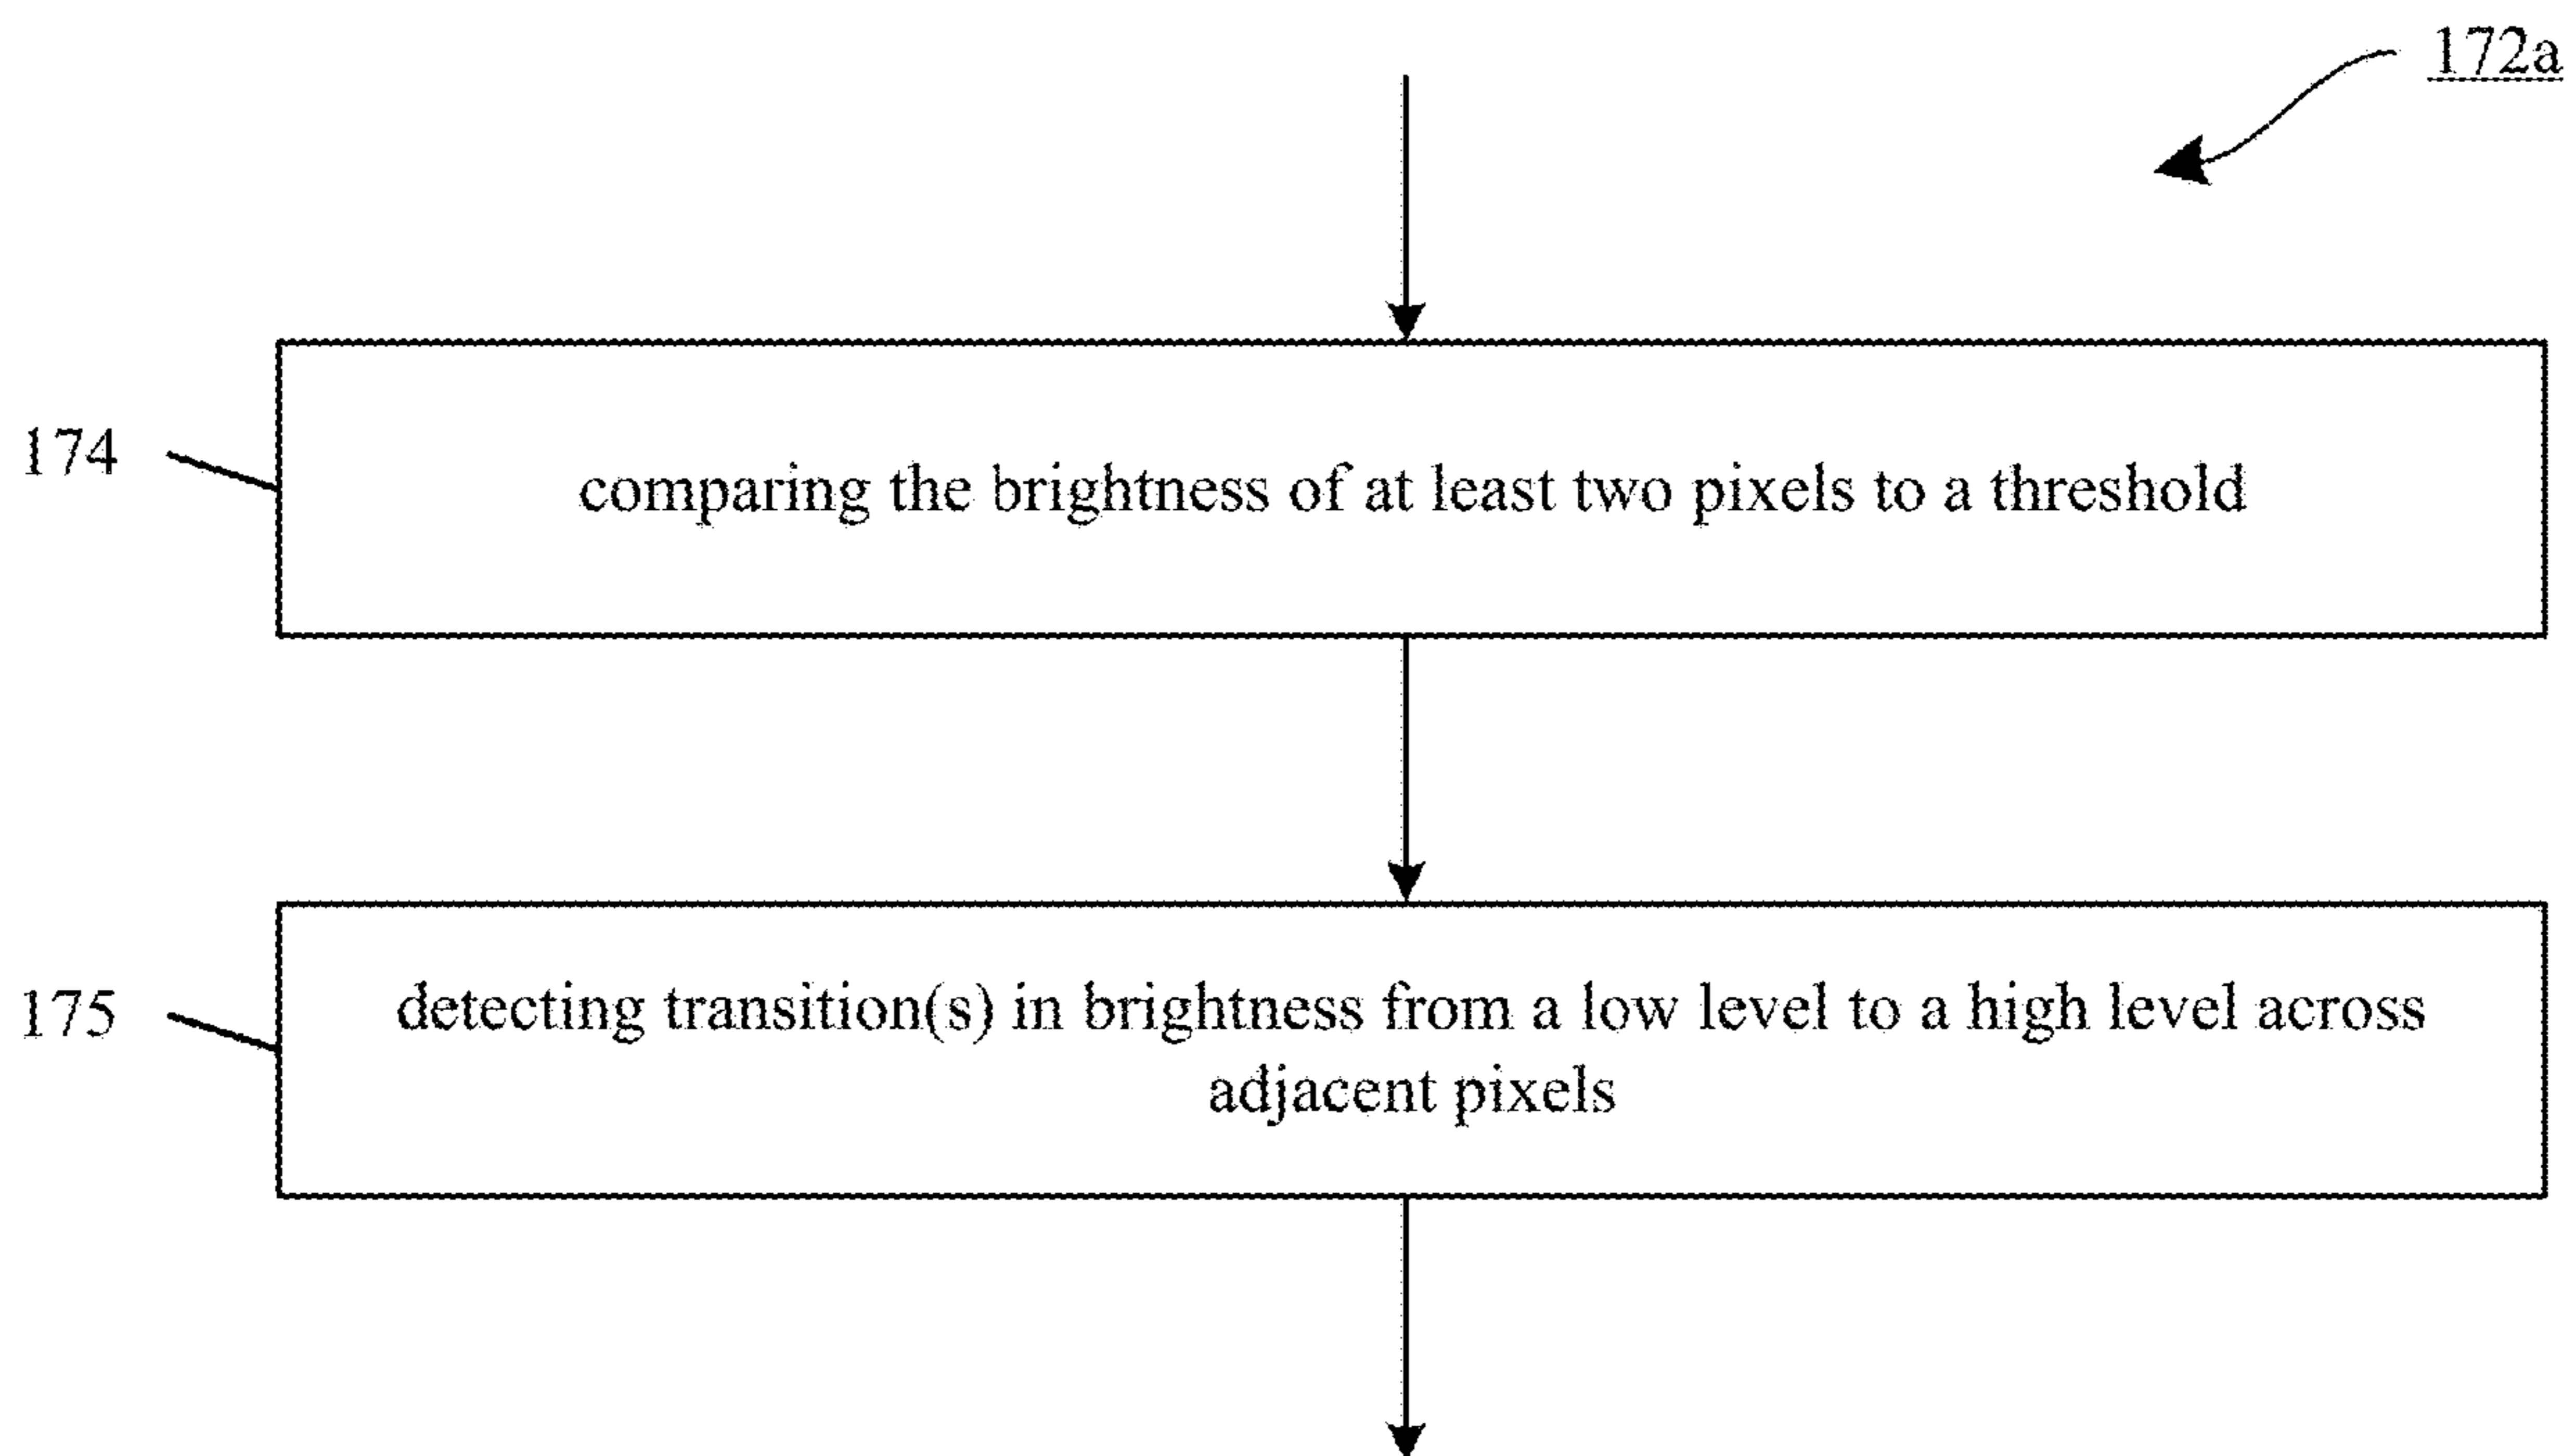 172a
174
comparing the brightness of at least two pixels to a threshold
175
detecting transition(s) in brightness from a low level to a high level across
adjacent pixels